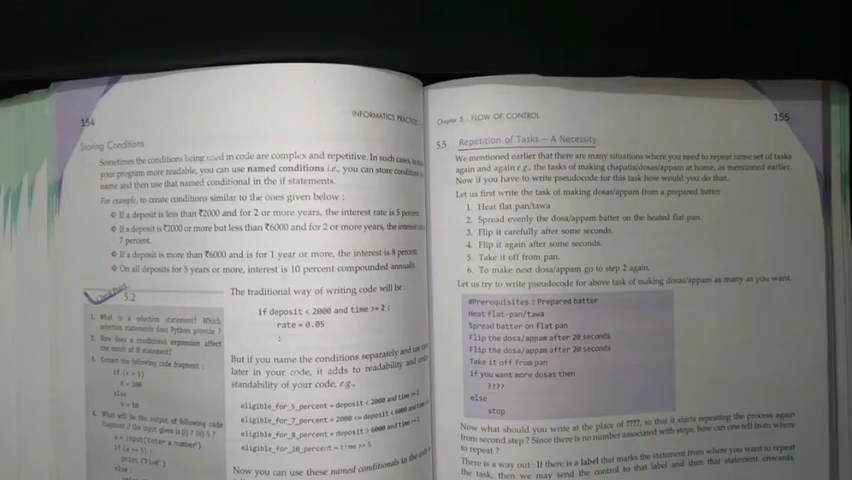 154
INFORMATICS PRACTICES
Storing Conditions
Sometimes the conditions being used in code are complex and repetitive. In such cases, to
your program more readable, you can use named conditions i.e., you can store conditions
name and then use that named conditional in the if statements.
For example, to create conditions similar to the ones given below :
If a deposit is less than ₹2000 and for 2 or more years, the interest rate is 5 percent.
If a deposit is ₹2000 or more but less than ₹6000 and for 2 or more years, the interest
7 percent.
If a deposit is more than ₹6000 and is for 1 year or more, the interest is 8 percent.
On all deposits for 5 years or more, interest is 10 percent compounded annually.
Check Point
5.2
1. What is a selection statement? Which
selection statements does Python provide ?
2. How does a conditional expression affect
the result of if statement?
3. Correct the following code fragment :
if (x = 1)
k = 100
else
k = 10
4. What will be the output of following code
fragment if the input given is (i) 7 (ii) 5 ?
a = input("Enter a number")
if (a == 5) :
print ("Five")
else :
The traditional way of writing code will be :
if deposit < 2000 and time >= 2 :
rate = 0.05
:
But if you name the conditions separately and use
later in your code, it adds to readability and
standability of your code, e.g.,
eligible_for_5_percent = deposit < 2000 and time >= 2
eligible_for_7_percent = 2000 <= deposit < 6000 and
eligible_for_8_percent = deposit > 6000 and time >= 1
eligible_for_10_percent = time >= 5
Now you can use these named conditionals in the
Chapter 5 : FLOW OF CONTROL
155
5.5 Repetition of Tasks – A Necessity
We mentioned earlier that there are many situations where you need to repeat same set of tasks
again and again e.g., the tasks of making chapatis/dosas/appam at home, as mentioned earlier.
Now if you have to write pseudocode for this task how would you do that.
Let us first write the task of making dosas/appam from a prepared batter
1. Heat flat pan/tawa
2. Spread evenly the dosa/appam batter on the heated flat pan.
3. Flip it carefully after some seconds.
4. Flip it again after some seconds.
5. Take it off from pan.
6. To make next dosa/appam go to step 2 again.
Let us try to write pseudocode for above task of making dosas/appam as many as you want.
#Prerequisites : Prepared batter
Heat flat-pan/tawa
Spread batter on flat pan
Flip the dosa/appam after 20 seconds
Flip the dosa/appam after 20 seconds
Take it off from pan
if you want more dosas then
????
else
stop
Now what should you write at the place of ????, so that it starts repeating the process again
from second step ? Since there is no number associated with steps, how can one tell from where
to repeat ?
There is a way out : If there is a label that marks the statement from where you want to repeat
the task, then we may send the control to that label and then that statement onwards,